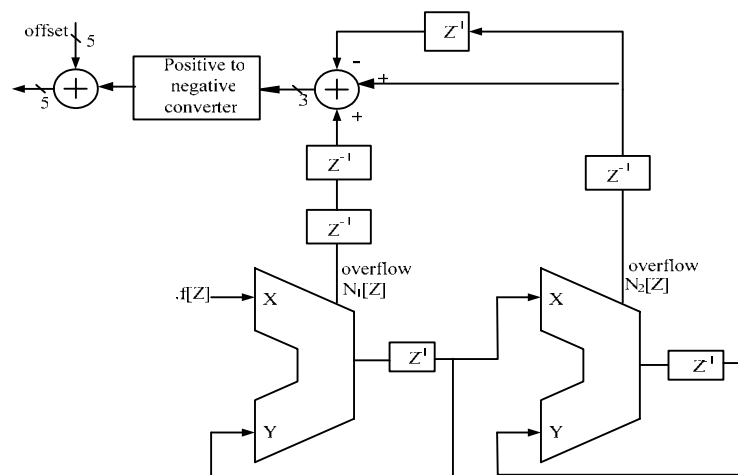 offset
5
Z⁻¹
-
+
Positive to
negative
converter
+
5
3
+
+
Z⁻¹
Z⁻¹
Z⁻¹
overflow
N₁[Z]
overflow
N₂[Z]
.f[Z]
X
X
Z⁻¹
Z⁻¹
Y
Y